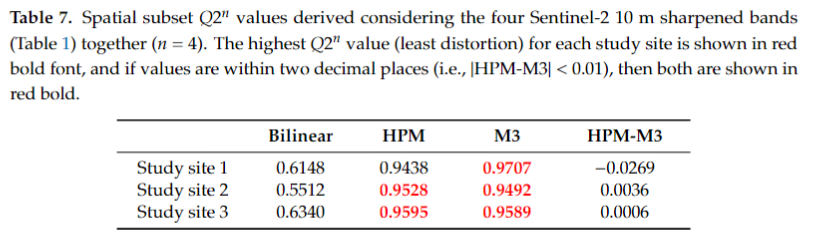 Table 7. Spatial subset Q2ⁿ values derived considering the four Sentinel-2 10 m sharpened bands
(Table 1) together (n = 4). The highest Q2ⁿ value (least distortion) for each study site is shown in red
bold font, and if values are within two decimal places (i.e., |HPM-M3| < 0.01), then both are shown in
red bold.
Bilinear HPM M3 HPM-M3
Study site 1 0.6148 0.9438 0.9707 −0.0269
Study site 2 0.5512 0.9528 0.9492 0.0036
Study site 3 0.6340 0.9595 0.9589 0.0006